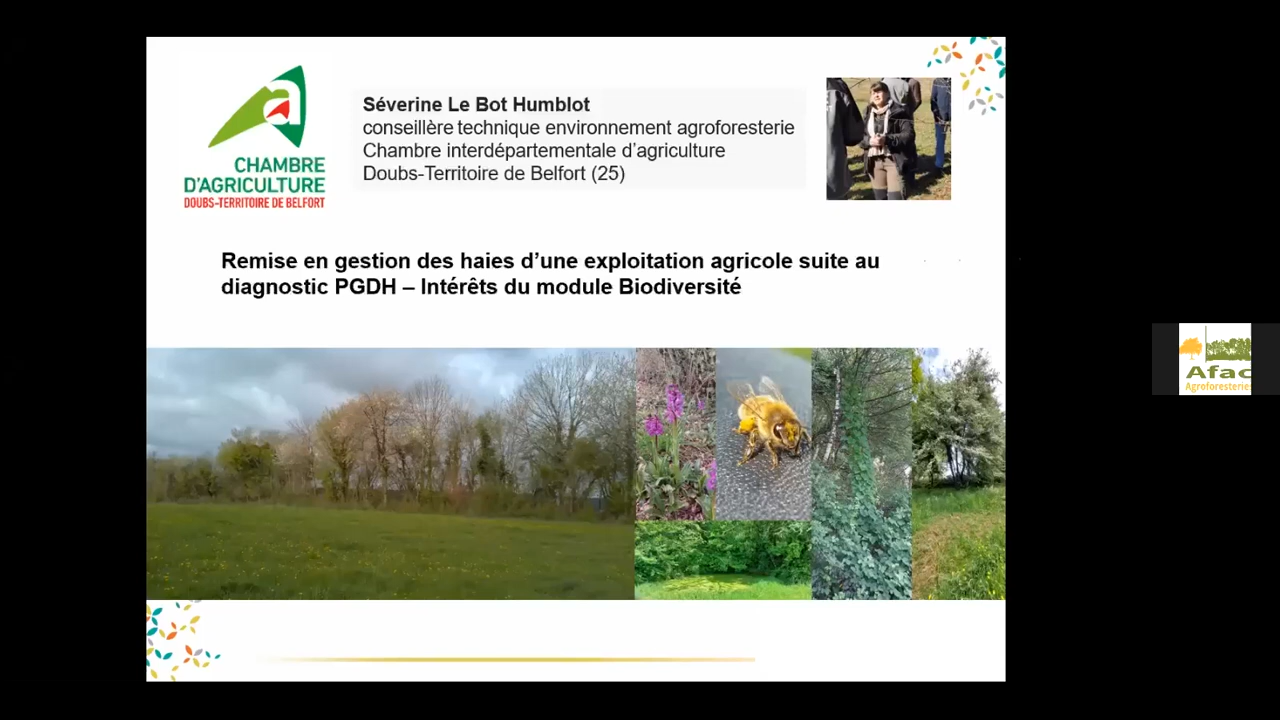 CHAMBRE
D'AGRICULTURE
DOUBS-TERRITOIRE DE BELFORT
Séverine Le Bot Humblot
conseillère technique environnement agroforesterie
Chambre interdépartementale d'agriculture
Doubs-Territoire de Belfort (25)
Remise en gestion des haies d'une exploitation agricole suite au
diagnostic PGDH – Intérêts du module Biodiversité
Afac
Agroforesteries